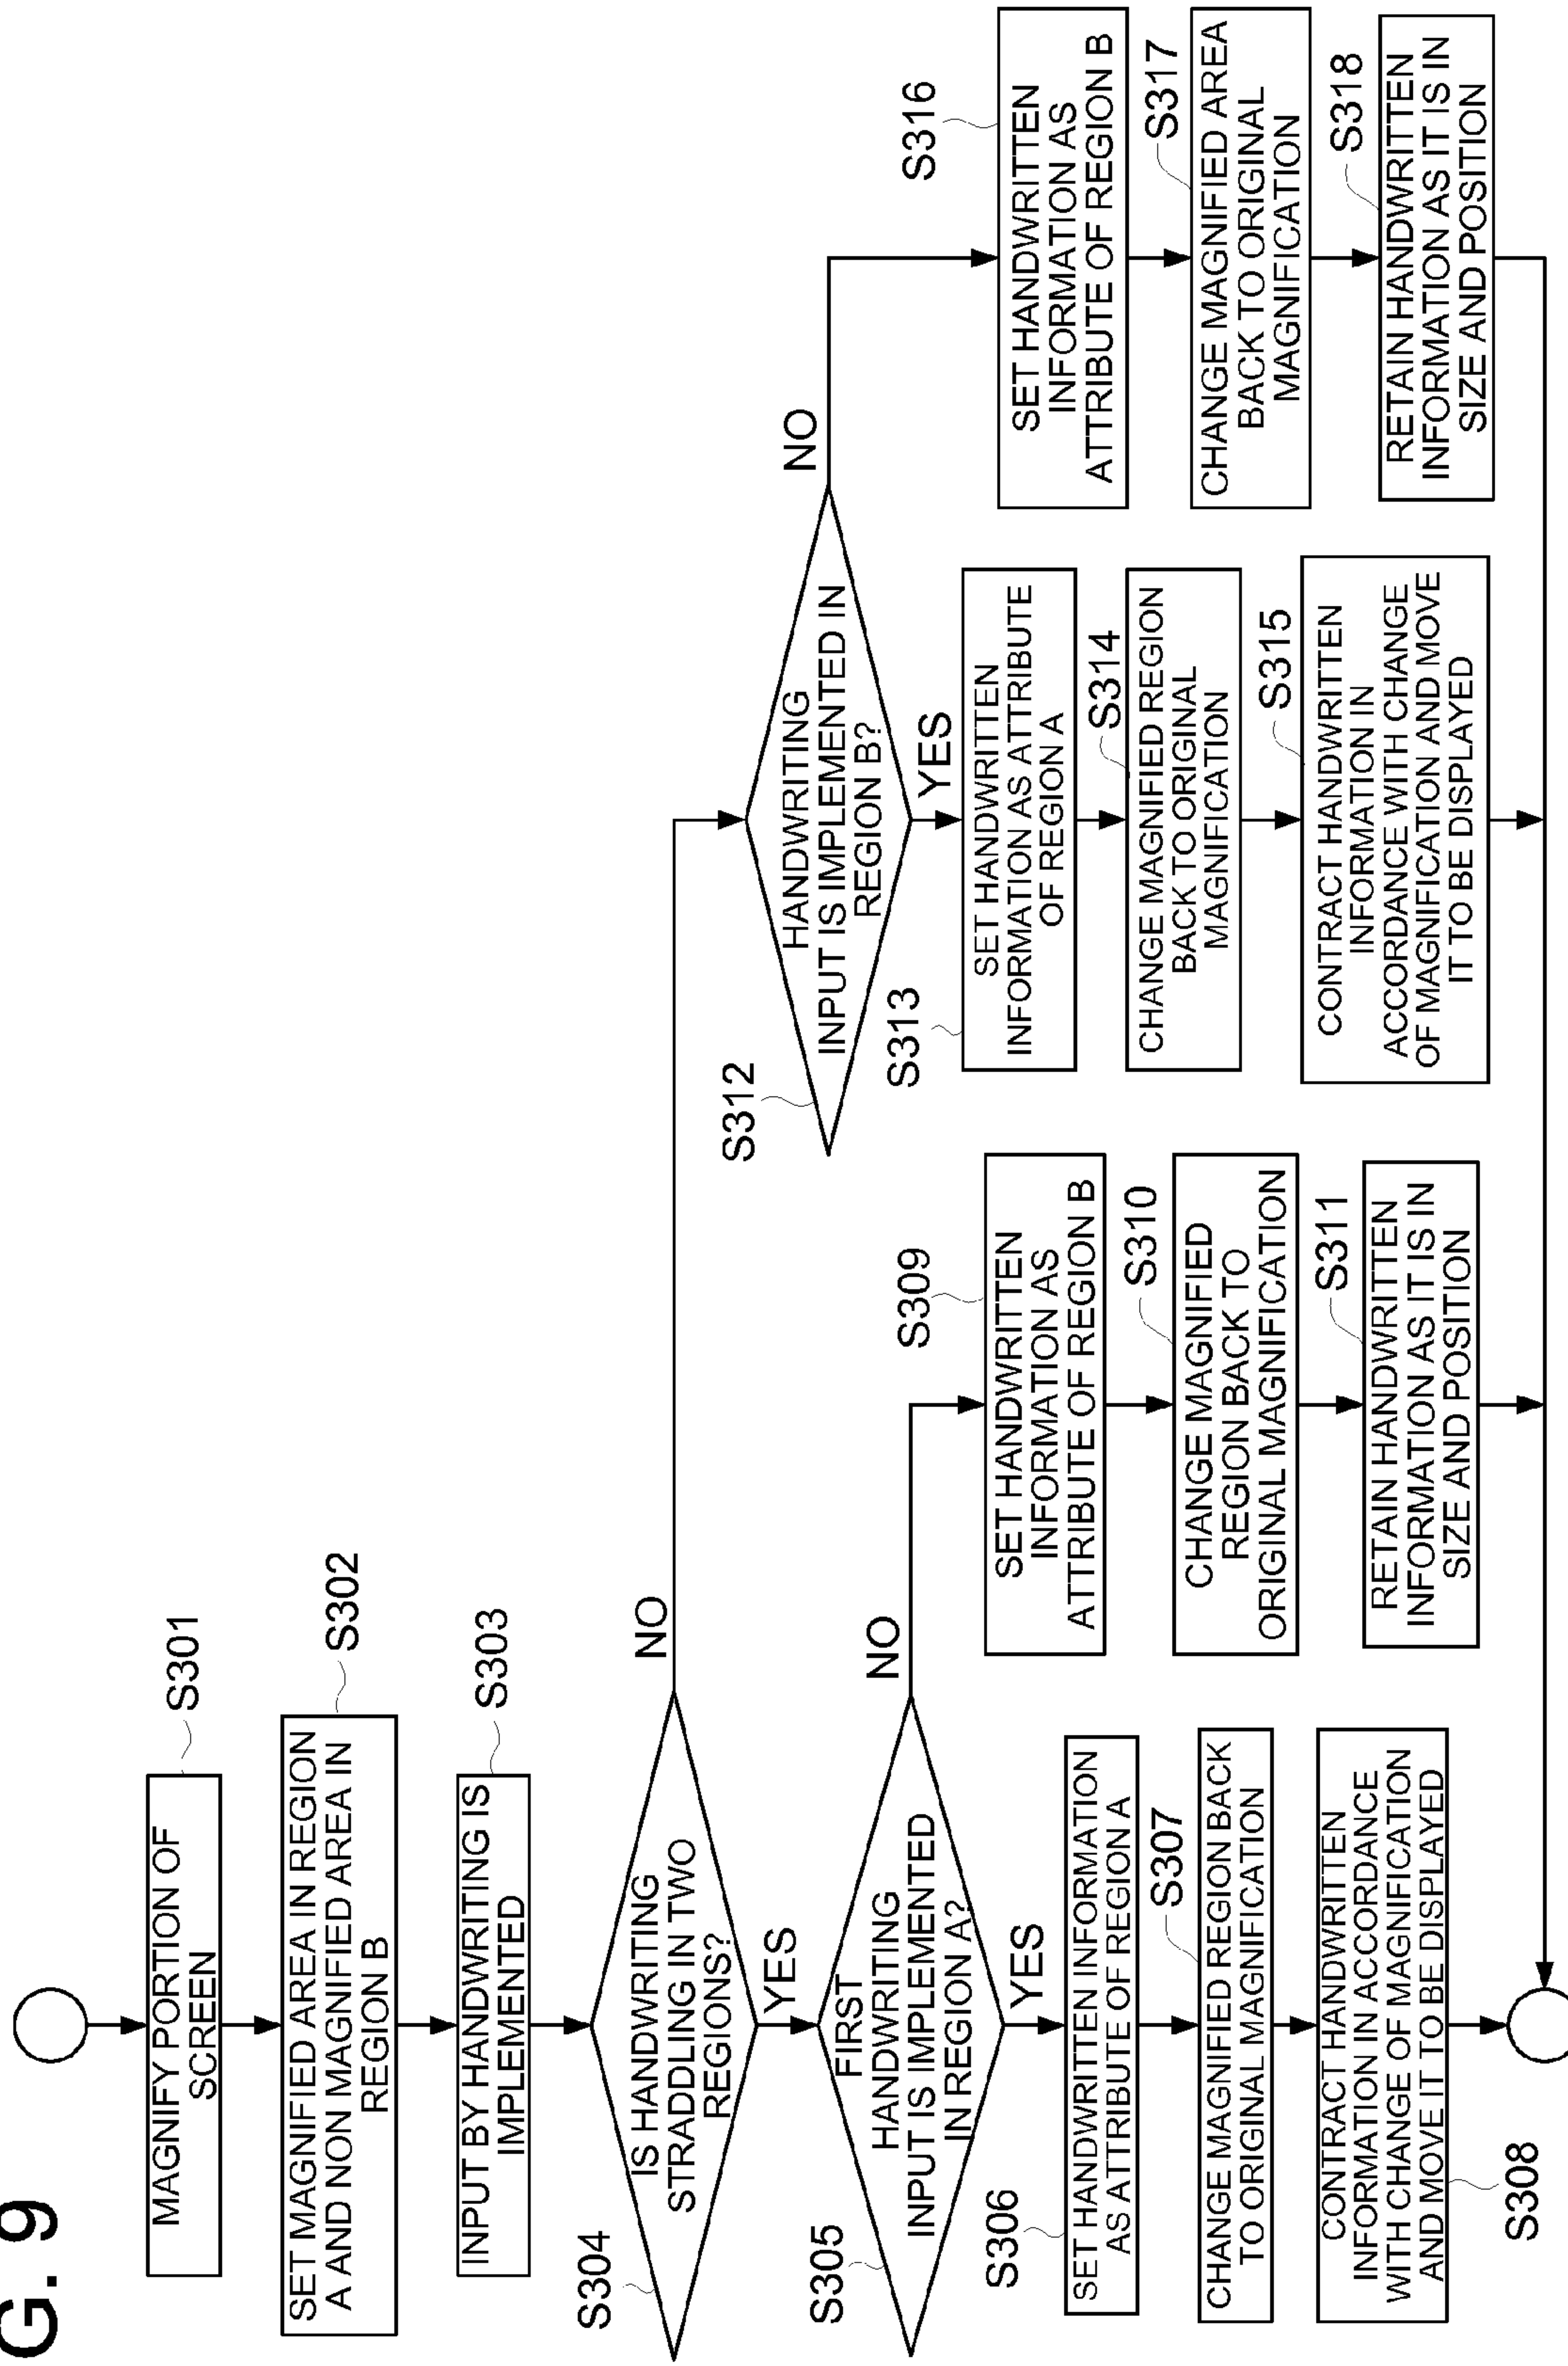 G. 9
MAGNIFY PORTION OF
SCREEN
S301
SET MAGNIFIED AREA IN REGION
A AND NON MAGNIFIED AREA IN
REGION B
S302
INPUT BY HANDWRITING IS
IMPLEMENTED
S303
S304
IS HANDWRITING
STRADDLING IN TWO
REGIONS?
NO
YES
S305
FIRST
HANDWRITING
INPUT IS IMPLEMENTED
IN REGION A?
NO
YES
S306
SET HANDWRITTEN INFORMATION
AS ATTRIBUTE OF REGION A
S307
CHANGE MAGNIFIED REGION BACK
TO ORIGINAL MAGNIFICATION
CONTRACT HANDWRITTEN
INFORMATION IN ACCORDANCE
WITH CHANGE OF MAGNIFICATION
AND MOVE IT TO BE DISPLAYED
S308
S309
SET HANDWRITTEN
INFORMATION AS
ATTRIBUTE OF REGION B
S310
CHANGE MAGNIFIED
REGION BACK TO
ORIGINAL MAGNIFICATION
S311
RETAIN HANDWRITTEN
INFORMATION AS IT IS IN
SIZE AND POSITION
S312
HANDWRITING
INPUT IS IMPLEMENTED IN
REGION B?
NO
YES
S313
SET HANDWRITTEN
INFORMATION AS ATTRIBUTE
OF REGION A
S314
CHANGE MAGNIFIED REGION
BACK TO ORIGINAL
MAGNIFICATION
S315
CONTRACT HANDWRITTEN
INFORMATION IN
ACCORDANCE WITH CHANGE
OF MAGNIFICATION AND MOVE
IT TO BE DISPLAYED
S316
SET HANDWRITTEN
INFORMATION AS
ATTRIBUTE OF REGION B
S317
CHANGE MAGNIFIED AREA
BACK TO ORIGINAL
MAGNIFICATION
S318
RETAIN HANDWRITTEN
INFORMATION AS IT IS IN
SIZE AND POSITION